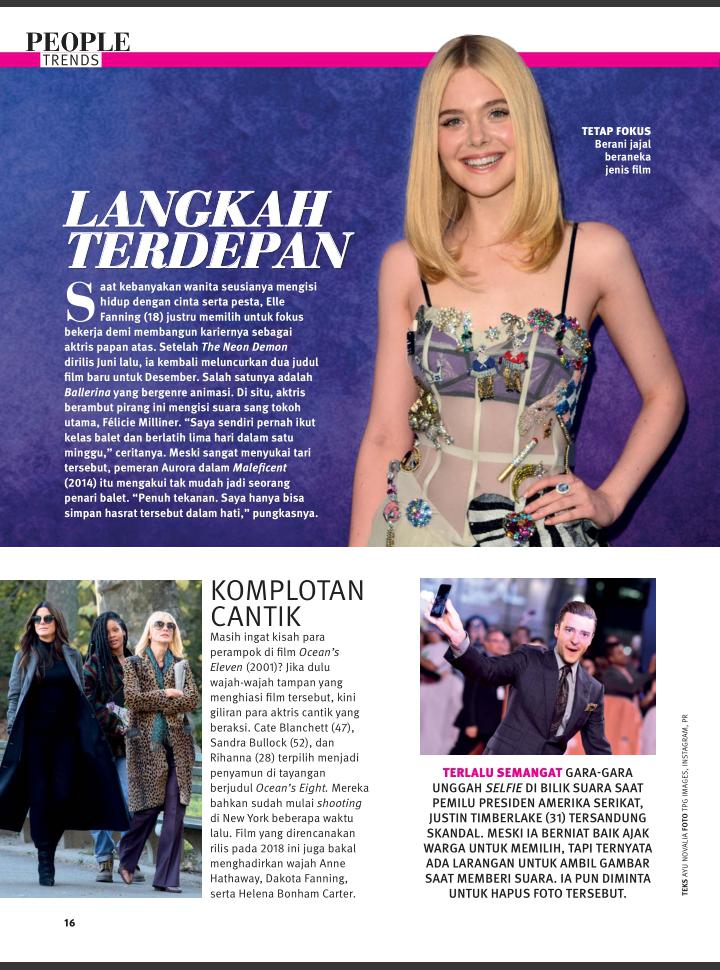 PEOPLE
TRENDS
TETAP FOKUS
Berani jajal
beraneka
jenis film
LANGKAH
TERDEPAN
Saat kebanyakan wanita seusianya mengisi
hidup dengan cinta serta pesta, Elle
Fanning (18) justru memilih untuk fokus
bekerja demi membangun kariernya sebagai
aktris papan atas. Setelah The Neon Demon
dirilis Juni lalu, ia kembali meluncurkan dua judul
film baru untuk Desember. Salah satunya adalah
Ballerina yang bergenre animasi. Di situ, aktris
berambut pirang ini mengisi suara sang tokoh
utama, Félicie Milliner. “Saya sendiri pernah ikut
kelas balet dan berlatih lima hari dalam satu
minggu,” ceritanya. Meski sangat menyukai tari
tersebut, pemeran Aurora dalam Maleficent
(2014) itu mengakui tak mudah jadi seorang
penari balet. “Penuh tekanan. Saya hanya bisa
simpan hasrat tersebut dalam hati,” pungkasnya.
KOMPLOTAN
CANTIK
Masih ingat kisah para
perampok di film Ocean’s
Eleven (2001)? Jika dulu
wajah-wajah tampan yang
menghiasi film tersebut, kini
giliran para aktris cantik yang
beraksi. Cate Blanchett (47),
Sandra Bullock (52), dan
Rihanna (28) terpilih menjadi
penyamun di tayangan
berjudul Ocean’s Eight. Mereka
bahkan sudah mulai shooting
di New York beberapa waktu
lalu. Film yang direncanakan
rilis pada 2018 ini juga bakal
menghadirkan wajah Anne
Hathaway, Dakota Fanning,
serta Helena Bonham Carter.
TERLALU SEMANGAT GARA-GARA
UNGGAH SELFIE DI BILIK SUARA SAAT
PEMILU PRESIDEN AMERIKA SERIKAT,
JUSTIN TIMBERLAKE (31) TERSANDUNG
SKANDAL. MESKI IA BERNIAT BAIK AJAK
WARGA UNTUK MEMILIH, TAPI TERNYATA
ADA LARANGAN UNTUK AMBIL GAMBAR
SAAT MEMBERI SUARA. IA PUN DIMINTA
UNTUK HAPUS FOTO TERSEBUT.
TEKS AYU NOVALIA FOTO TPG IMAGES, INSTAGRAM, PR
16